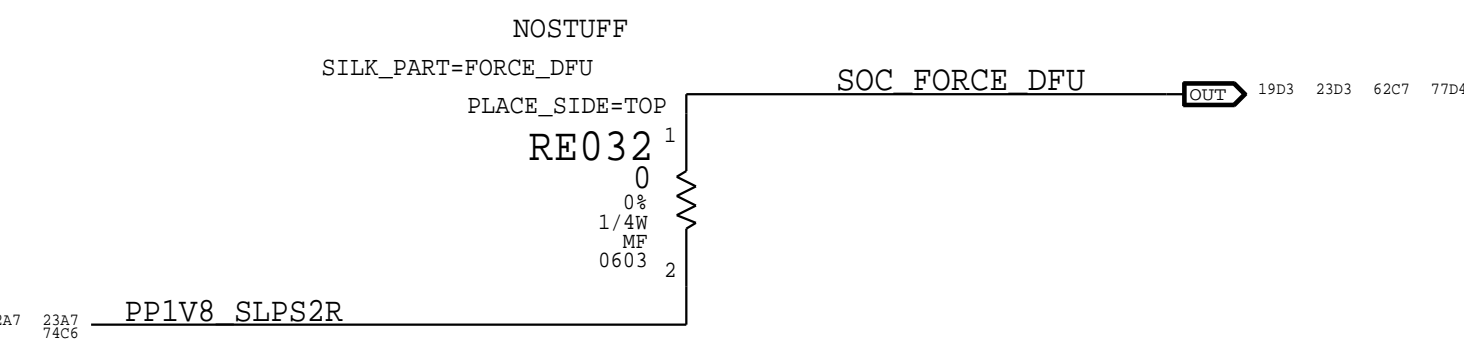 NOSTUFF
SILK_PART=FORCE_DFU
PLACE_SIDE=TOP
SOC_FORCE_DFU
OUT
19D3 23D3 62C7 77D4
1
RE032
0
0%
1/4W
MF
0603
2
PP1V8_SLPS2R
23A7
74C6